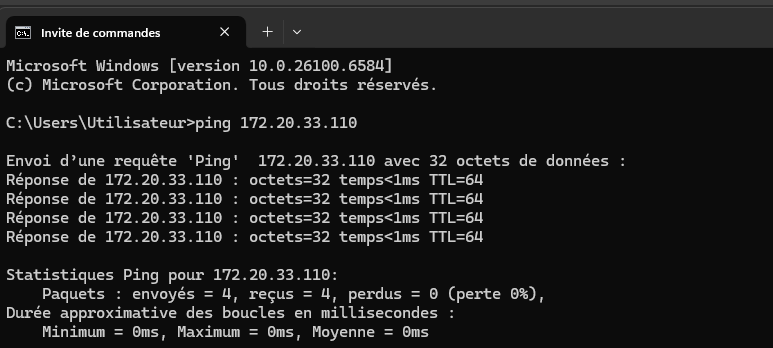 Invite de commandes
Microsoft Windows [version 10.0.26100.6584]
(c) Microsoft Corporation. Tous droits réservés.
C:\Users\Utilisateur>ping 172.20.33.110
Envoi d’une requête 'Ping'  172.20.33.110 avec 32 octets de données :
Réponse de 172.20.33.110 : octets=32 temps<1ms TTL=64
Réponse de 172.20.33.110 : octets=32 temps<1ms TTL=64
Réponse de 172.20.33.110 : octets=32 temps<1ms TTL=64
Réponse de 172.20.33.110 : octets=32 temps<1ms TTL=64
Statistiques Ping pour 172.20.33.110:
    Paquets : envoyés = 4, reçus = 4, perdus = 0 (perte 0%),
Durée approximative des boucles en millisecondes :
    Minimum = 0ms, Maximum = 0ms, Moyenne = 0ms